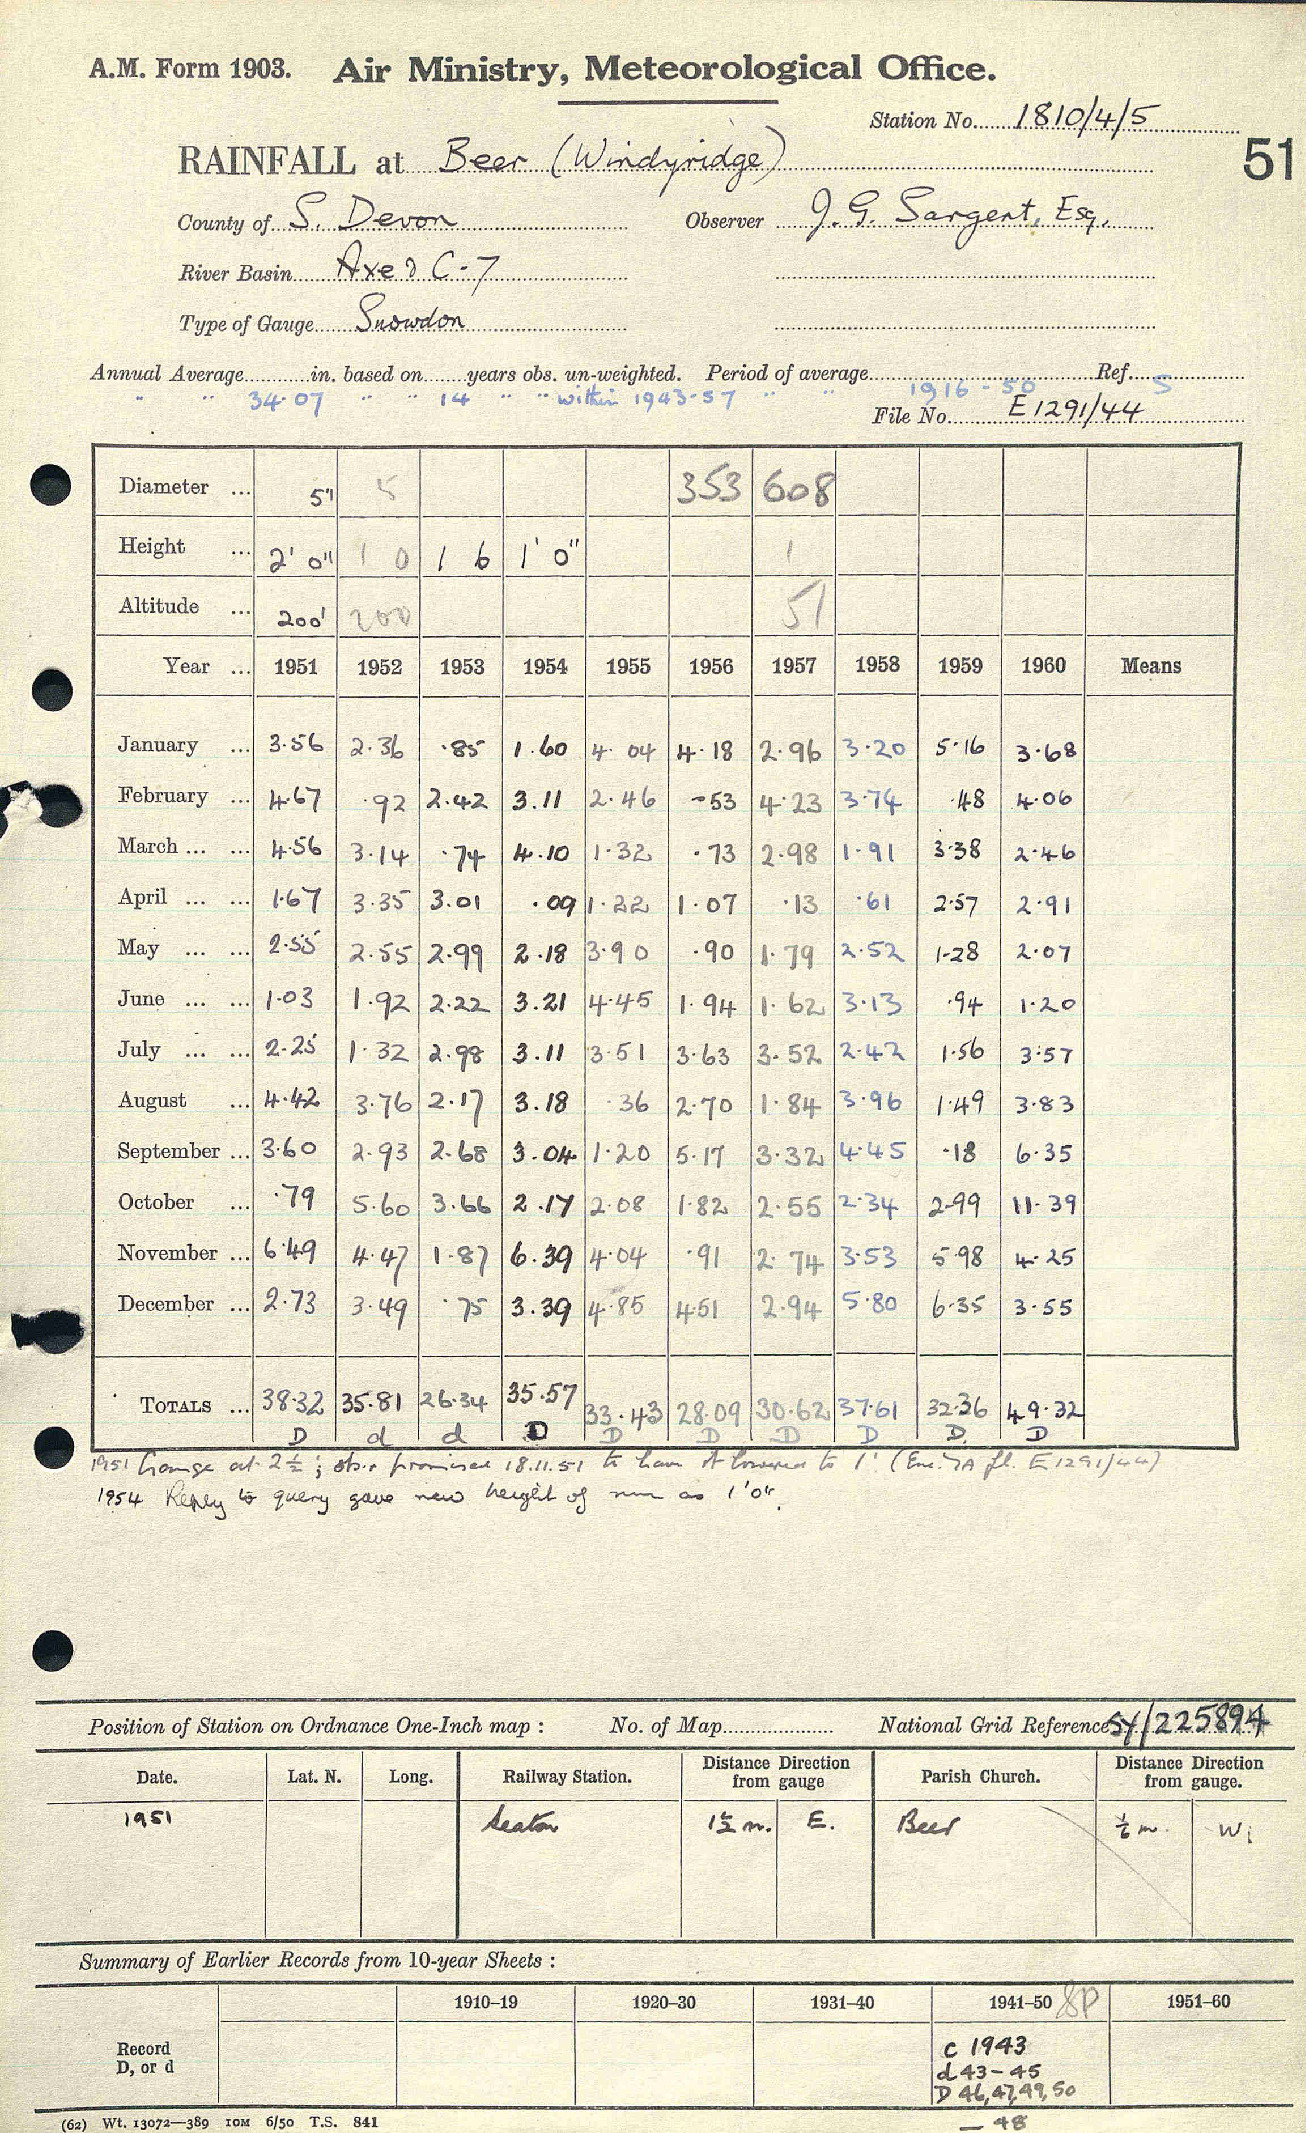 A.M. Form 1903. Air Ministry, Meteorological Office.
Station No. 1810/4/5
51
RAINFALL at Beer (Windyridge)
County of S. Devon Observer J. G. Sargent, Esq.
River Basin Axe & C-7
Type of Gauge Snowdon
Annual Average in. based on years obs. un-weighted. Period of average Ref.
" " 34·07 " " 14 " " within 1943-57 " " 1916-50 S
File No. E1291/44
Diameter ... 5" 5 353 608
Height ... 2' 0" 1 0 1 6 1' 0" 1
Altitude ... 200' 200 51
Year ... 1951 1952 1953 1954 1955 1956 1957 1958 1959 1960 Means
January ... 3·56 2·36 ·85 1·60 4·04 4·18 2·96 3·20 5·16 3·68
February ... 4·67 ·92 2·42 3.11 2·46 ·53 4·23 3·74 ·48 4·06
March ... ... 4·56 3·14 ·74 4·10 1·32 ·73 2·98 1·91 3·38 2·46
April ... ... 1·67 3·35 3·01 ·09 1·22 1·07 ·13 ·61 2·57 2·91
May ... ... 2·55 2·55 2·99 2·18 3·90 ·90 1·79 2·52 1·28 2·07
June ... ... 1·03 1·92 2·22 3·21 4·45 1·94 1·62 3·13 ·94 1·20
July ... ... 2·25 1·32 2·98 3.11 3·51 3·63 3·52 2·42 1·56 3·57
August ... 4·42 3·76 2·17 3.18 ·36 2·70 1·84 3·96 1·49 3·83
September ... 3·60 2·93 2·68 3·04 1·20 5·17 3·32 4·45 ·18 6·35
October ... ·79 5·60 3·66 2·17 2·08 1·82 2·55 2·34 2·99 11·39
November ... 6·49 4·47 1·87 6·39 4·04 ·91 2·74 3·53 5·98 4·25
December ... 2·73 3·49 ·75 3·39 4·85 4·51 2·94 5·80 6·35 3·55
TOTALS ... 38·32 35·81 26·34 35·57 33·43 28·09 30·62 37·61 32·36 49·32
D d d D D D D D D. D
1951 Gauge at 2½'; obsr promised 18.11.51 to have it lowered to 1' ( E1291/44)
1954 Reply to query gave new height of rim as 1'0".
Position of Station on Ordnance One-Inch map : No. of Map National Grid Reference SY/225894
Date. Lat. N. Long. Railway Station. Distance Direction from gauge Parish Church. Distance Direction from gauge.
1951 Seaton 1½ m. E. Beer m. W.
Summary of Earlier Records from 10-year Sheets :
1910–19 1920–30 1931–40 1941–50 SP 1951–60
Record D, or d
c 1943
d 43-45
D 46,47,49,50
— 48
(62) Wt. 13072—389 10M 6/50 T.S. 841